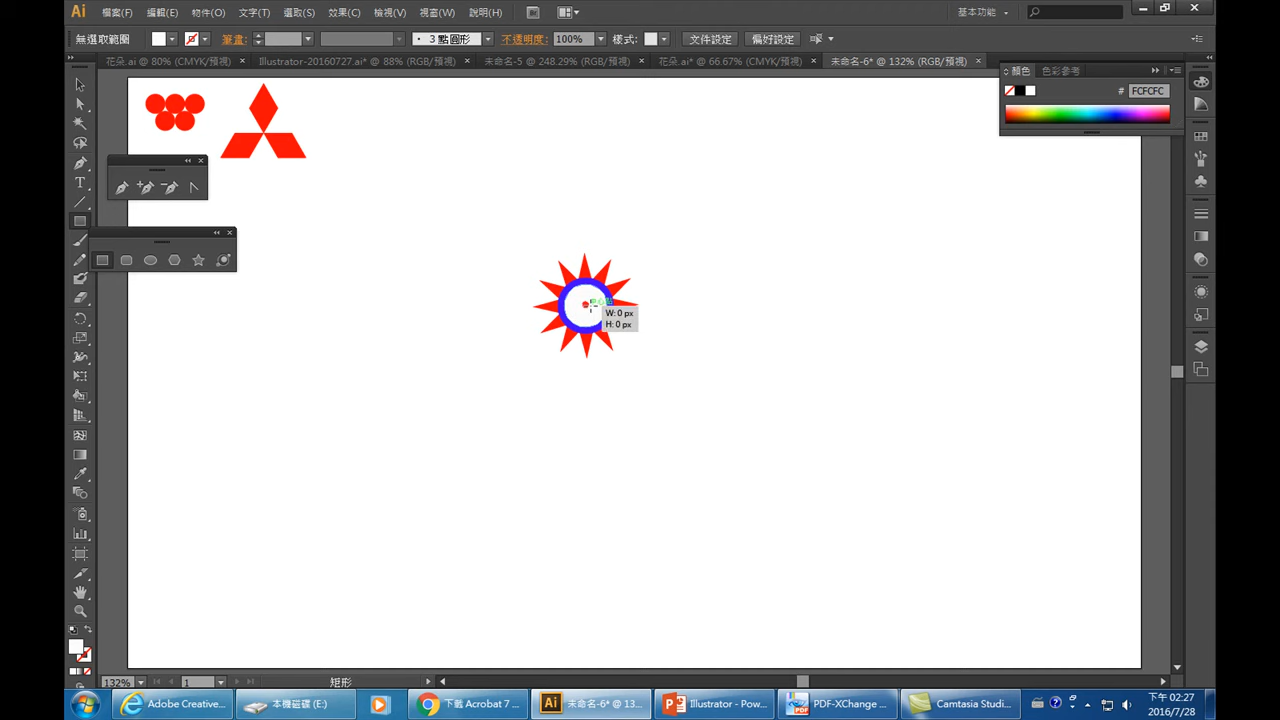 Ai 檔案(F) 編輯(E) 物件(O) 文字(T) 選取(S) 效果(C) 檢視(V) 視窗(W) 說明(H) Br 基本功能
無選取範圍 筆畫: 3 點圓形 不透明度: 100% 樣式: 文件設定 偏好設定
花朵.ai @ 80% (CMYK/預視) Illustrator-20160727.ai* @ 88% (RGB/預視) 未命名-5 @ 248.29% (RGB/預視) 花朵.ai* @ 66.67% (CMYK/預視) 未命名-6* @ 132% (RGB/預視)
顏色 色彩參考
# FCFCFC
W: 0 px
H: 0 px
132% 1 矩形
Adobe Creative... 本機磁碟 (E:) 下載 Acrobat 7 ... 未命名-6* @ 13... Illustrator - Pow... PDF-XChange ... Camtasia Studi...
下午 02:27
2016/7/28